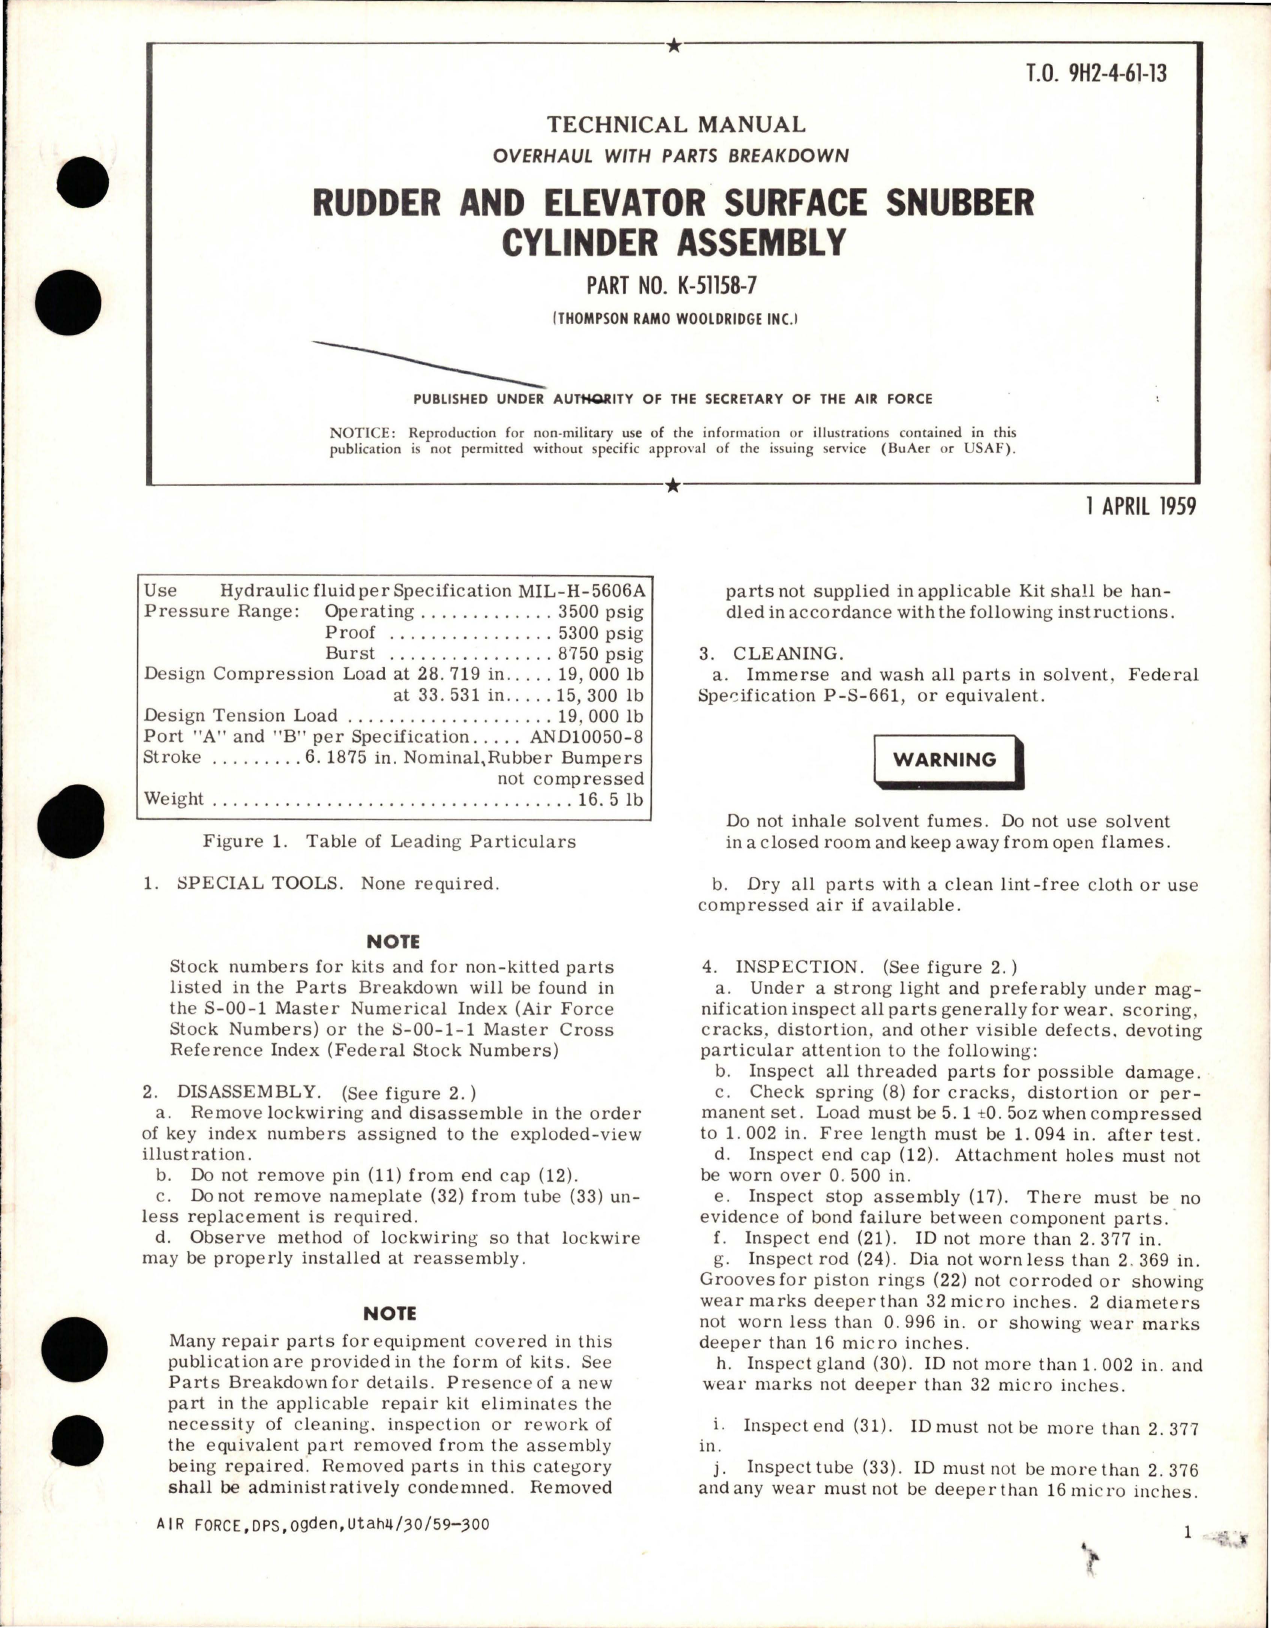 T.O. 9H2-4-61-13
TECHNICAL MANUAL
OVERHAUL WITH PARTS BREAKDOWN
RUDDER AND ELEVATOR SURFACE SNUBBER
CYLINDER ASSEMBLY
PART NO. K-51158-7
(THOMPSON RAMO WOOLDRIDGE INC.)
PUBLISHED UNDER AUTHORITY OF THE SECRETARY OF THE AIR FORCE
NOTICE: Reproduction for non-military use of the information or illustrations contained in this
publication is not permitted without specific approval of the issuing service (BuAer or USAF).
1 APRIL 1959
Use Hydraulic fluid per Specification MIL-H-5606A
Pressure Range: Operating ............. 3500 psig
Proof ................ 5300 psig
Burst ................ 8750 psig
Design Compression Load at 28.719 in..... 19,000 lb
at 33.531 in..... 15,300 lb
Design Tension Load .................... 19,000 lb
Port "A" and "B" per Specification..... AND10050-8
Stroke .........6.1875 in. Nominal, Rubber Bumpers
not compressed
Weight ................................... 16.5 lb
Figure 1. Table of Leading Particulars
1. SPECIAL TOOLS. None required.
NOTE
Stock numbers for kits and for non-kitted parts
listed in the Parts Breakdown will be found in
the S-00-1 Master Numerical Index (Air Force
Stock Numbers) or the S-00-1-1 Master Cross
Reference Index (Federal Stock Numbers)
2. DISASSEMBLY. (See figure 2.)
a. Remove lockwiring and disassemble in the order
of key index numbers assigned to the exploded-view
illustration.
b. Do not remove pin (11) from end cap (12).
c. Do not remove nameplate (32) from tube (33) un-
less replacement is required.
d. Observe method of lockwiring so that lockwire
may be properly installed at reassembly.
NOTE
Many repair parts for equipment covered in this
publication are provided in the form of kits. See
Parts Breakdown for details. Presence of a new
part in the applicable repair kit eliminates the
necessity of cleaning, inspection or rework of
the equivalent part removed from the assembly
being repaired. Removed parts in this category
shall be administratively condemned. Removed
AIR FORCE,DPS,Ogden,Utah4/30/59-300
parts not supplied in applicable Kit shall be han-
dled in accordance with the following instructions.
3. CLEANING.
a. Immerse and wash all parts in solvent, Federal
Specification P-S-661, or equivalent.
WARNING
Do not inhale solvent fumes. Do not use solvent
in a closed room and keep away from open flames.
b. Dry all parts with a clean lint-free cloth or use
compressed air if available.
4. INSPECTION. (See figure 2.)
a. Under a strong light and preferably under mag-
nification inspect all parts generally for wear, scoring,
cracks, distortion, and other visible defects, devoting
particular attention to the following:
b. Inspect all threaded parts for possible damage.
c. Check spring (8) for cracks, distortion or per-
manent set. Load must be 5.1 ±0.5oz when compressed
to 1.002 in. Free length must be 1.094 in. after test.
d. Inspect end cap (12). Attachment holes must not
be worn over 0.500 in.
e. Inspect stop assembly (17). There must be no
evidence of bond failure between component parts.
f. Inspect end (21). ID not more than 2.377 in.
g. Inspect rod (24). Dia not worn less than 2.369 in.
Grooves for piston rings (22) not corroded or showing
wear marks deeper than 32 micro inches. 2 diameters
not worn less than 0.996 in. or showing wear marks
deeper than 16 micro inches.
h. Inspect gland (30). ID not more than 1.002 in. and
wear marks not deeper than 32 micro inches.
i. Inspect end (31). ID must not be more than 2.377
in.
j. Inspect tube (33). ID must not be more than 2.376
and any wear must not be deeper than 16 micro inches.
1